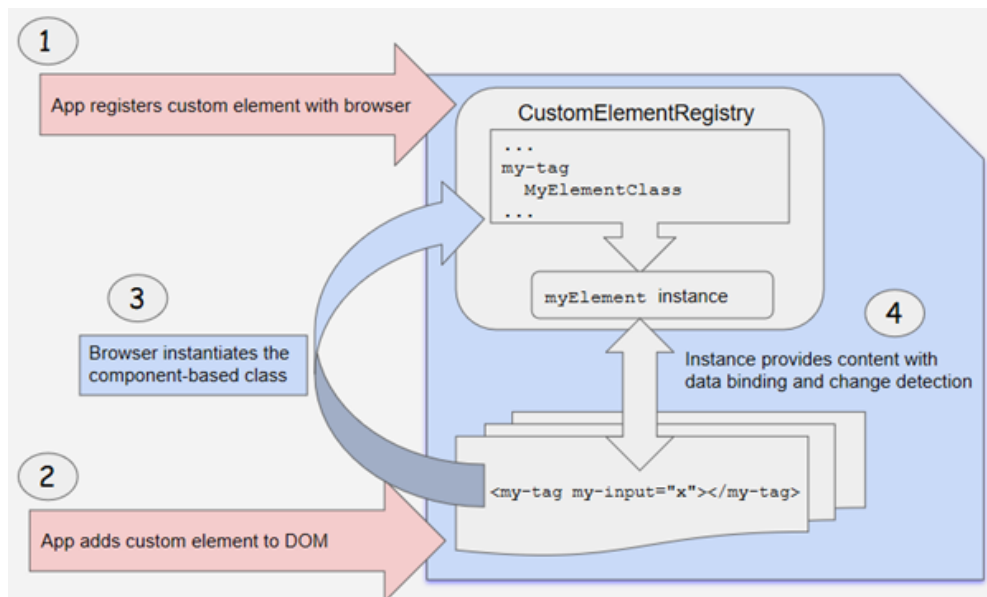 1
App registers custom element with browser
CustomElementRegistry
...
my-tag
MyElementClass
...
myElement instance
3
Browser instantiates the
component-based class
4
Instance provides content with
data binding and change detection
2
App adds custom element to DOM
<my-tag my-input="x"></my-tag>